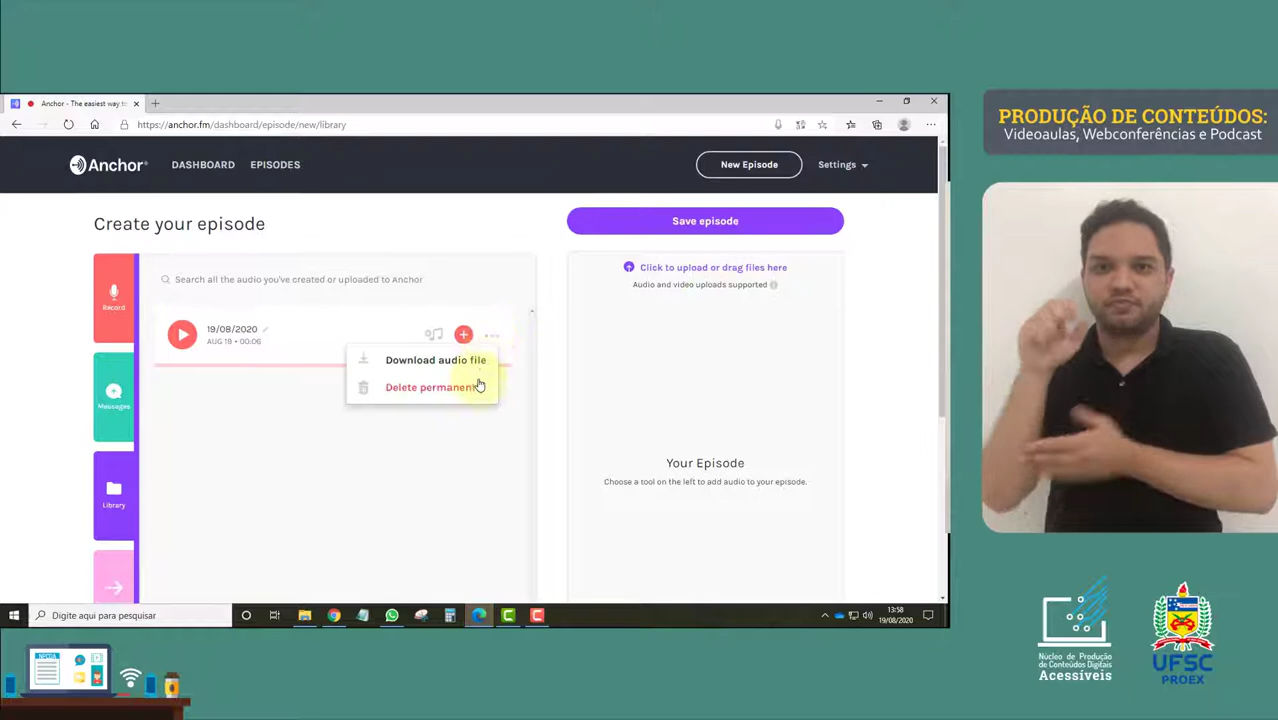 Anchor - The easiest way to
https://anchor.fm/dashboard/episode/new/library
Anchor
DASHBOARD
EPISODES
New Episode
Settings
Create your episode
Save episode
Record
Messages
Library
Search all the audio you've created or uploaded to Anchor
19/08/2020
AUG 19 • 00:06
Download audio file
Delete permanent
Click to upload or drag files here
Audio and video uploads supported
Your Episode
Choose a tool on the left to add audio to your episode.
Digite aqui para pesquisar
13:58
19/08/2020
PRODUÇÃO DE CONTEÚDOS:
Videoaulas, Webconferências e Podcast
Núcleo de Produção
de Conteúdos Digitais
Acessíveis
UFSC
PROEX